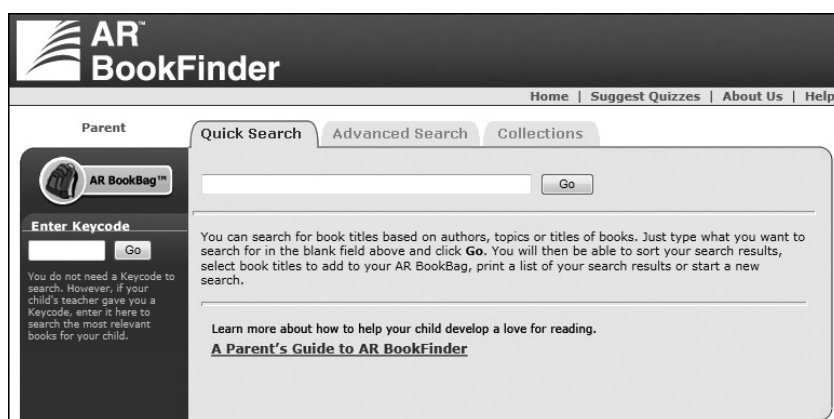 AR™
BookFinder
Home | Suggest Quizzes | About Us | Help
Parent
Quick Search
Advanced Search
Collections
AR BookBag™
Go
Enter Keycode
Go
You do not need a Keycode to
search. However, if your
child's teacher gave you a
Keycode, enter it here to
search the most relevant
books for your child.
You can search for book titles based on authors, topics or titles of books. Just type what you want to
search for in the blank field above and click Go. You will then be able to sort your search results,
select book titles to add to your AR BookBag, print a list of your search results or start a new
search.
Learn more about how to help your child develop a love for reading.
A Parent's Guide to AR BookFinder